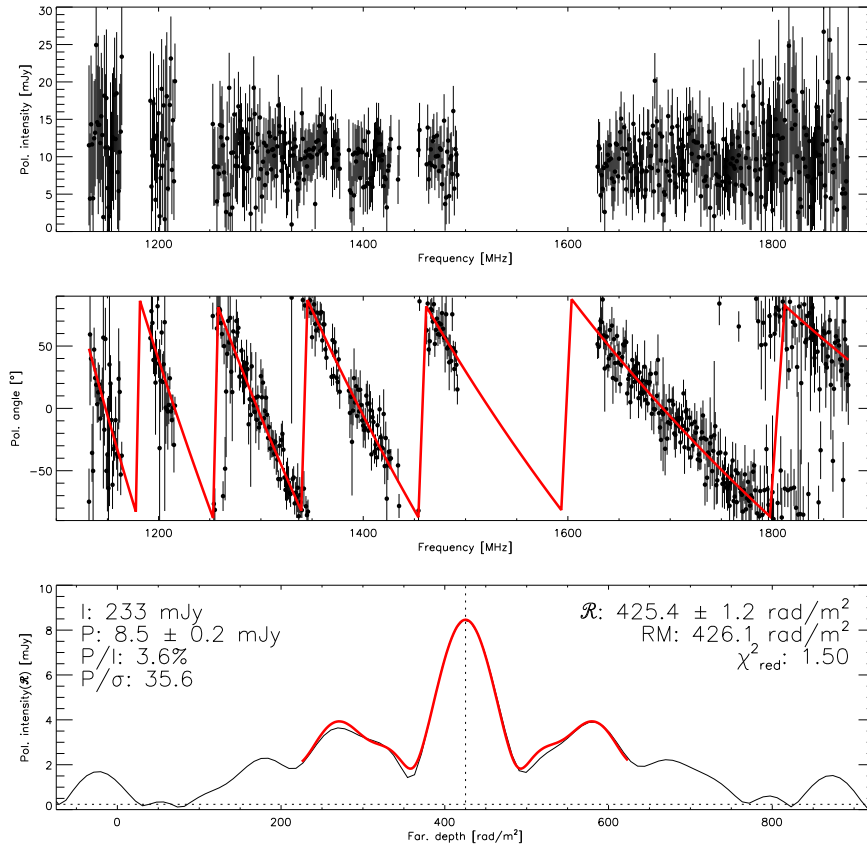 30
25
20
15
10
5
0
Pol. intensity [mJy]
1200
1400
1600
1800
Frequency [MHz]
50
0
−50
Pol. angle [°]
1200
1400
1600
1800
Frequency [MHz]
10
8
6
4
2
0
Pol. intensity(ℛ) [mJy]
I: 233 mJy
P: 8.5 ± 0.2 mJy
P/I: 3.6%
P/σ: 35.6
ℛ: 425.4 ± 1.2 rad/m²
RM: 426.1 rad/m²
χ²red: 1.50
0
200
400
600
800
Far. depth [rad/m²]